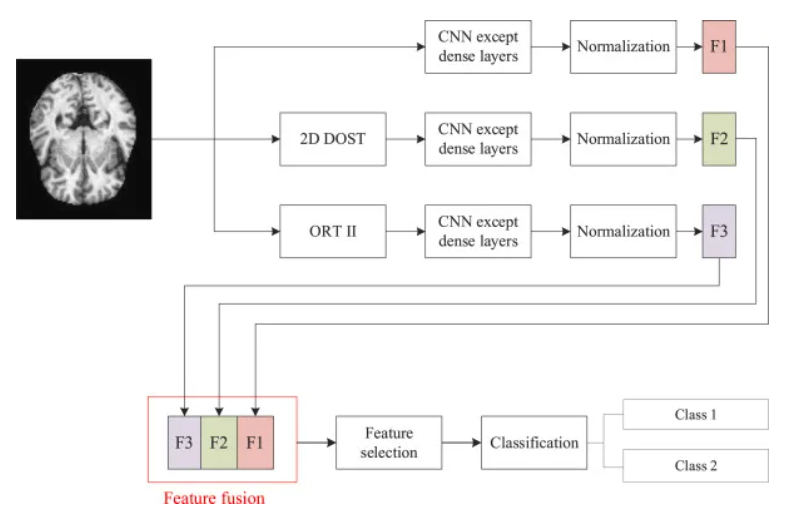 CNN except
dense layers
Normalization
F1
2D DOST
CNN except
dense layers
Normalization
F2
ORT II
CNN except
dense layers
Normalization
F3
F3
F2
F1
Feature
selection
Classification
Class 1
Class 2
Feature fusion